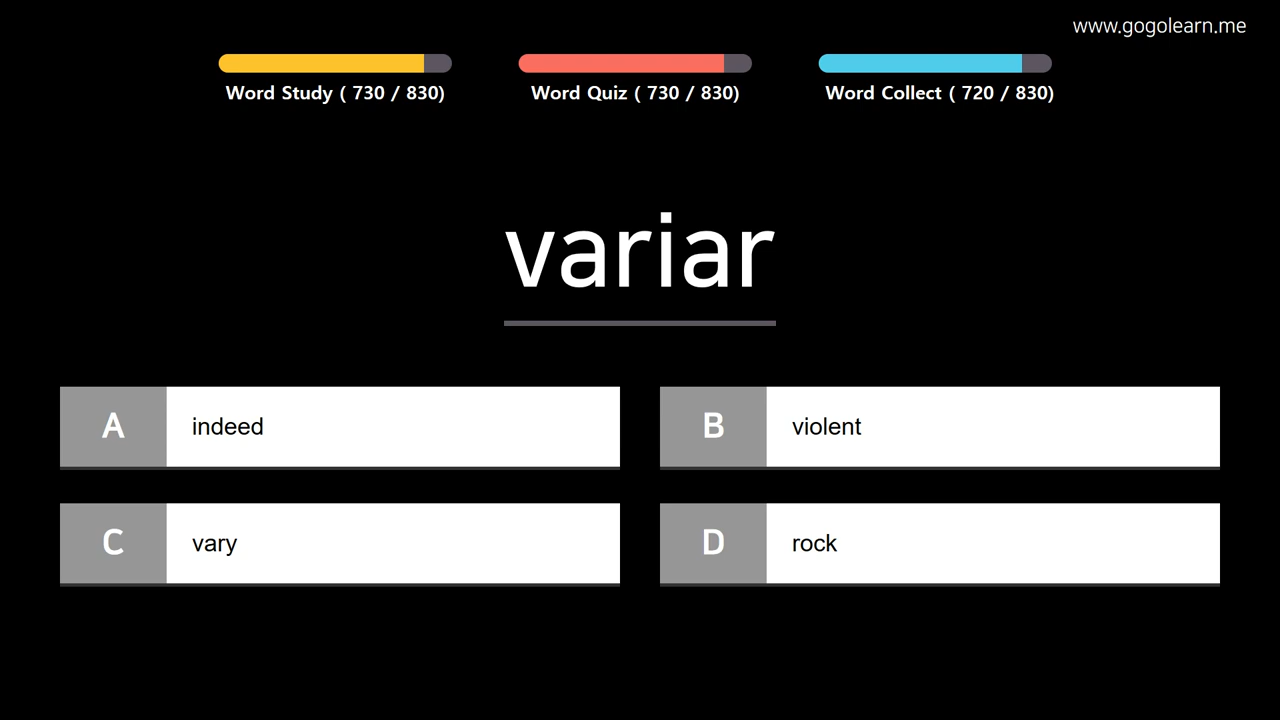 www.gogolearn.me
Word Study ( 730 / 830)
Word Quiz ( 730 / 830)
Word Collect ( 720 / 830)
variar
A indeed
B violent
C vary
D rock